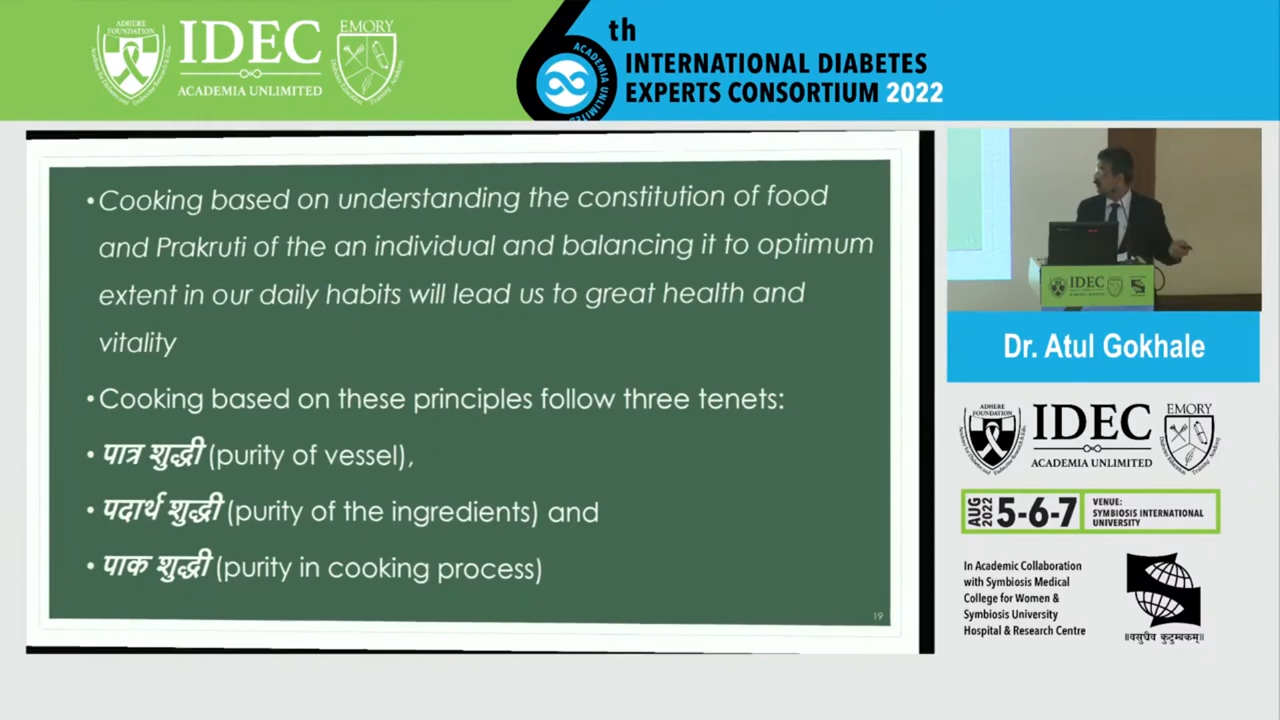 ADHERE
FOUNDATION
IDEC
ACADEMIA UNLIMITED
EMORY
6th
ACADEMIA UNLIMITED
INTERNATIONAL DIABETES
EXPERTS CONSORTIUM 2022
•Cooking based on understanding the constitution of food
and Prakruti of the an individual and balancing it to optimum
extent in our daily habits will lead us to great health and
vitality
•Cooking based on these principles follow three tenets:
• पात्र शुद्धी (purity of vessel),
• पदार्थ शुद्धी (purity of the ingredients) and
• पाक शुद्धी (purity in cooking process)
19
IDEC
Dr. Atul Gokhale
ADHERE
FOUNDATION
IDEC
ACADEMIA UNLIMITED
EMORY
AUG
2022
5-6-7
VENUE:
SYMBIOSIS INTERNATIONAL
UNIVERSITY
In Academic Collaboration
with Symbiosis Medical
College for Women &
Symbiosis University
Hospital & Research Centre
॥वसुधैव कुटुम्बकम्॥